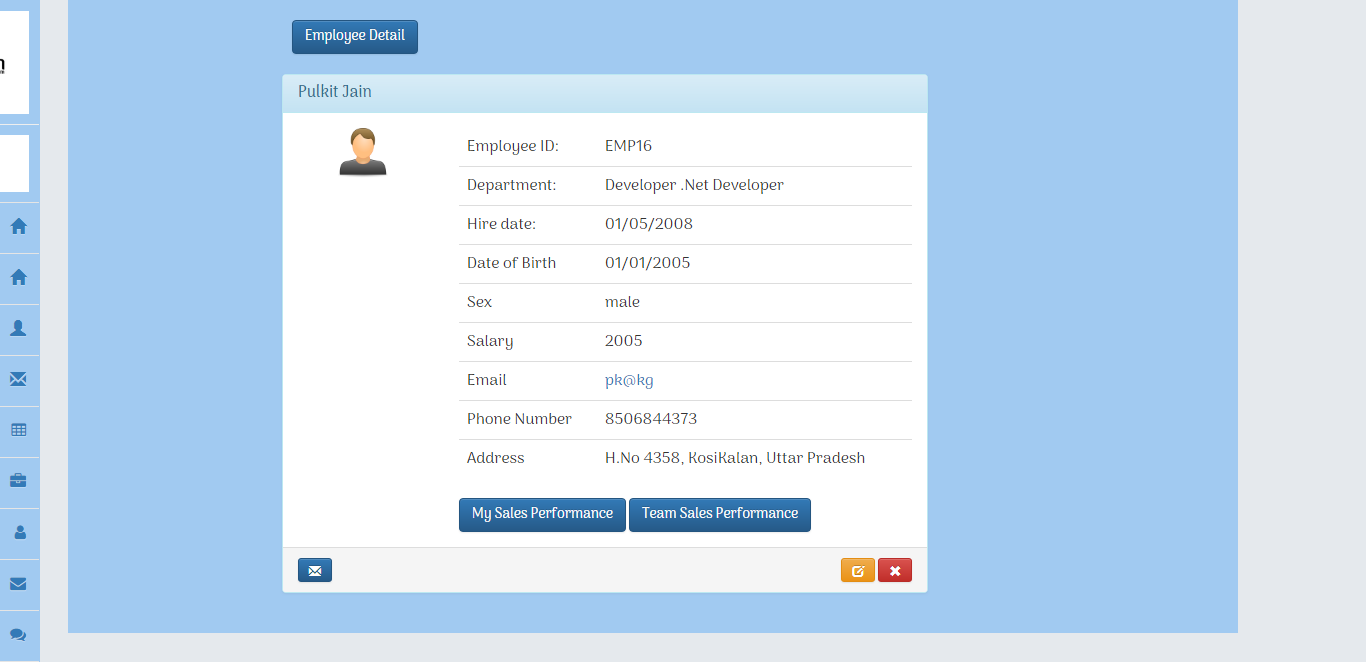 Employee Detail
Pulkit Jain
Employee ID: EMP16
Department: Developer .Net Developer
Hire date: 01/05/2008
Date of Birth 01/01/2005
Sex male
Salary 2005
Email pk@kg
Phone Number 8506844373
Address H.No 4358, KosiKalan, Uttar Pradesh
My Sales Performance Team Sales Performance